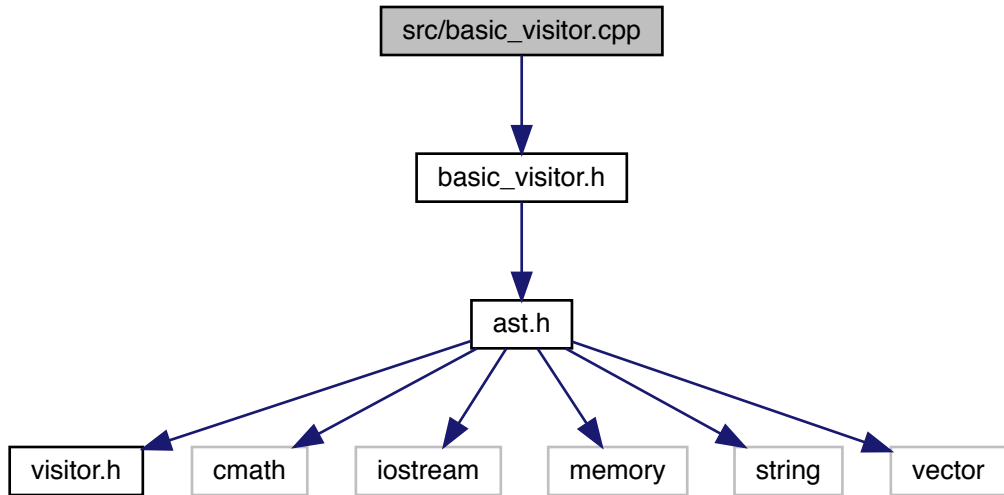 src/basic_visitor.cpp
basic_visitor.h
ast.h
visitor.h
cmath
iostream
memory
string
vector